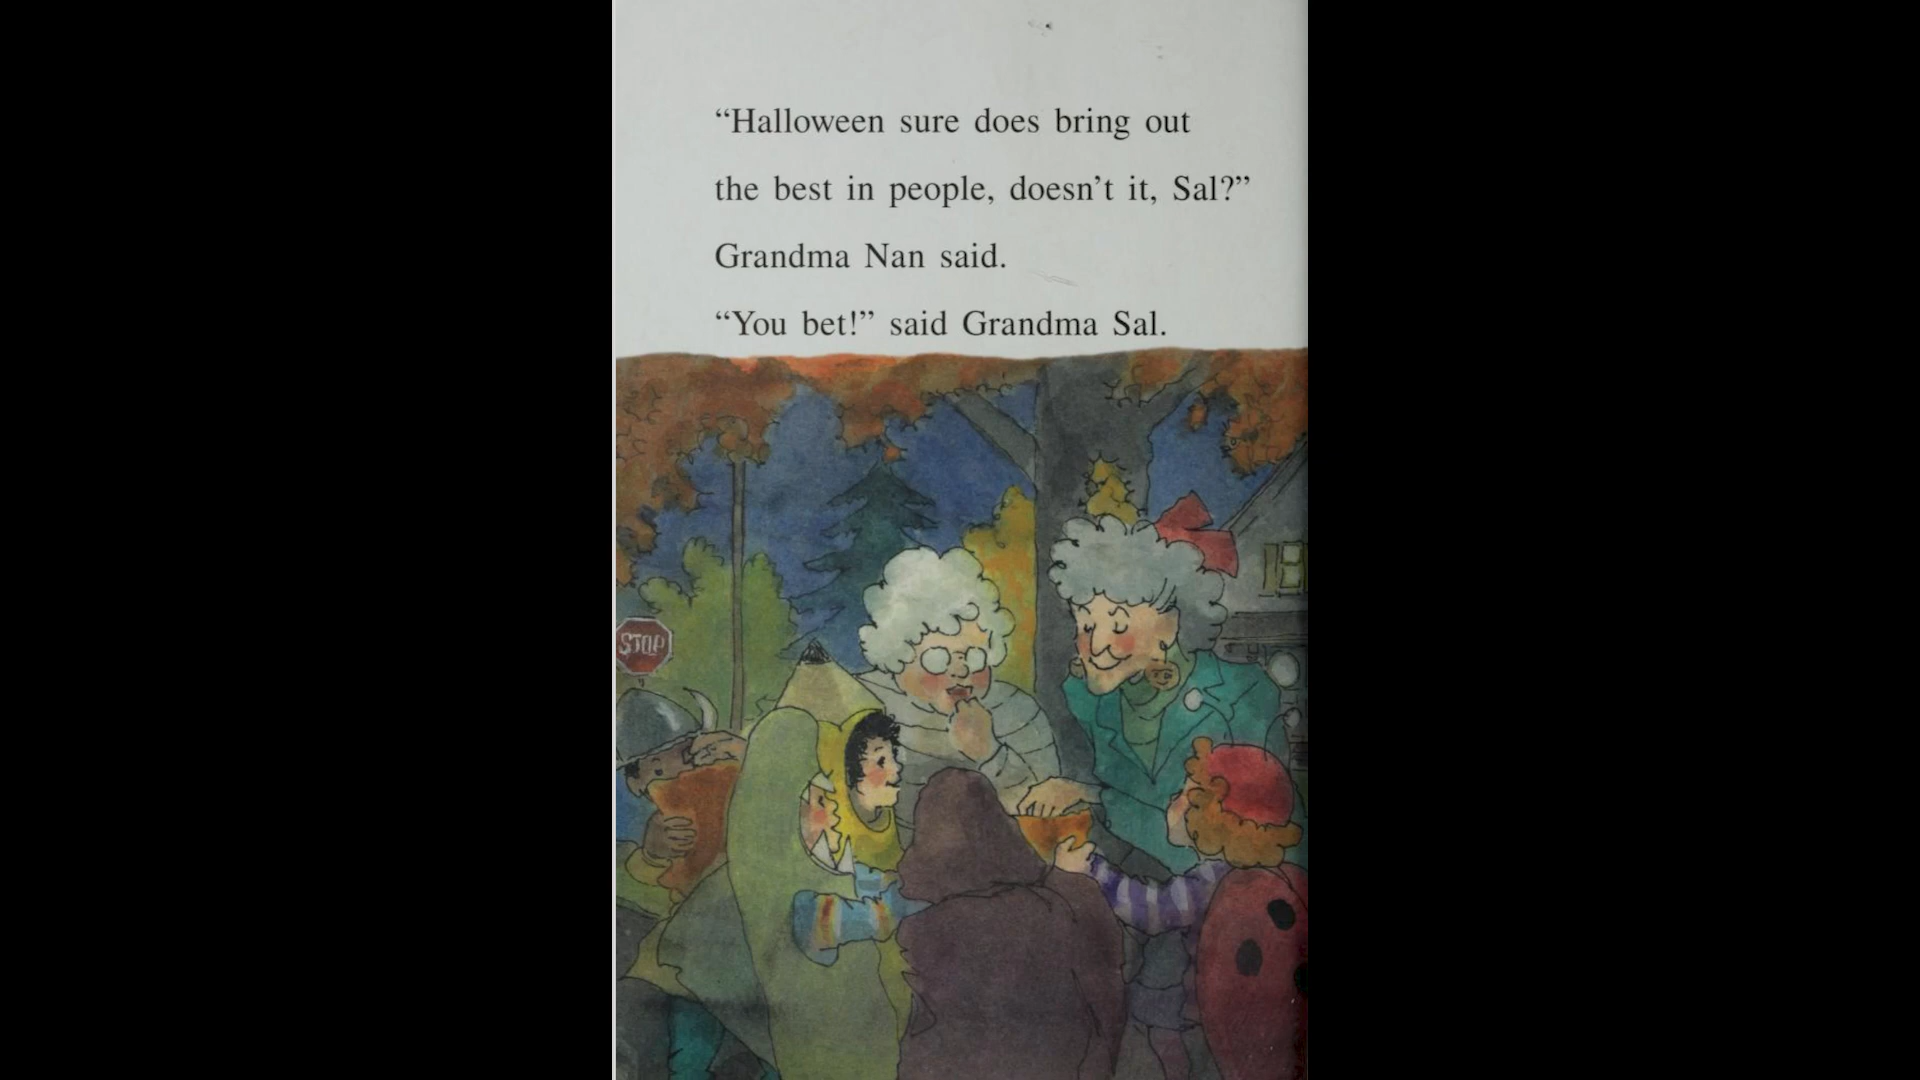 “Halloween sure does bring out
the best in people, doesn’t it, Sal?”
Grandma Nan said.
“You bet!” said Grandma Sal.
STOP